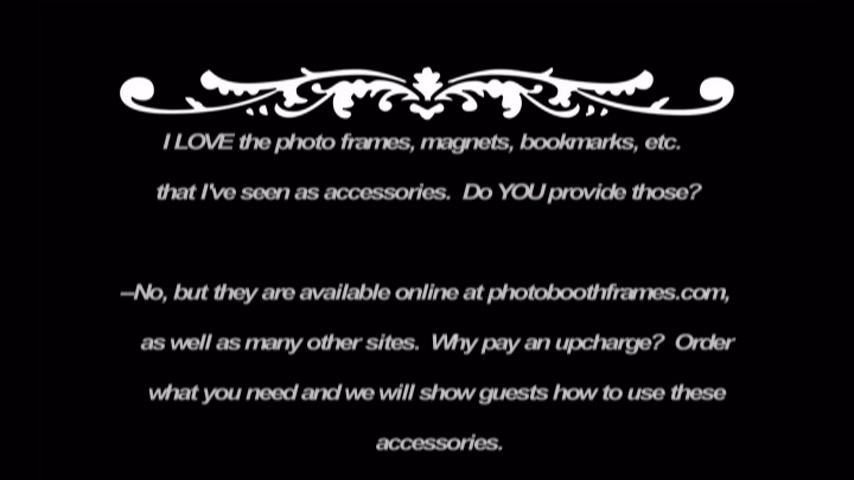 I LOVE the photo frames, magnets, bookmarks, etc.
that I've seen as accessories.  Do YOU provide those?
--No, but they are available online at photoboothframes.com,
as well as many other sites.  Why pay an upcharge?  Order
what you need and we will show guests how to use these
accessories.